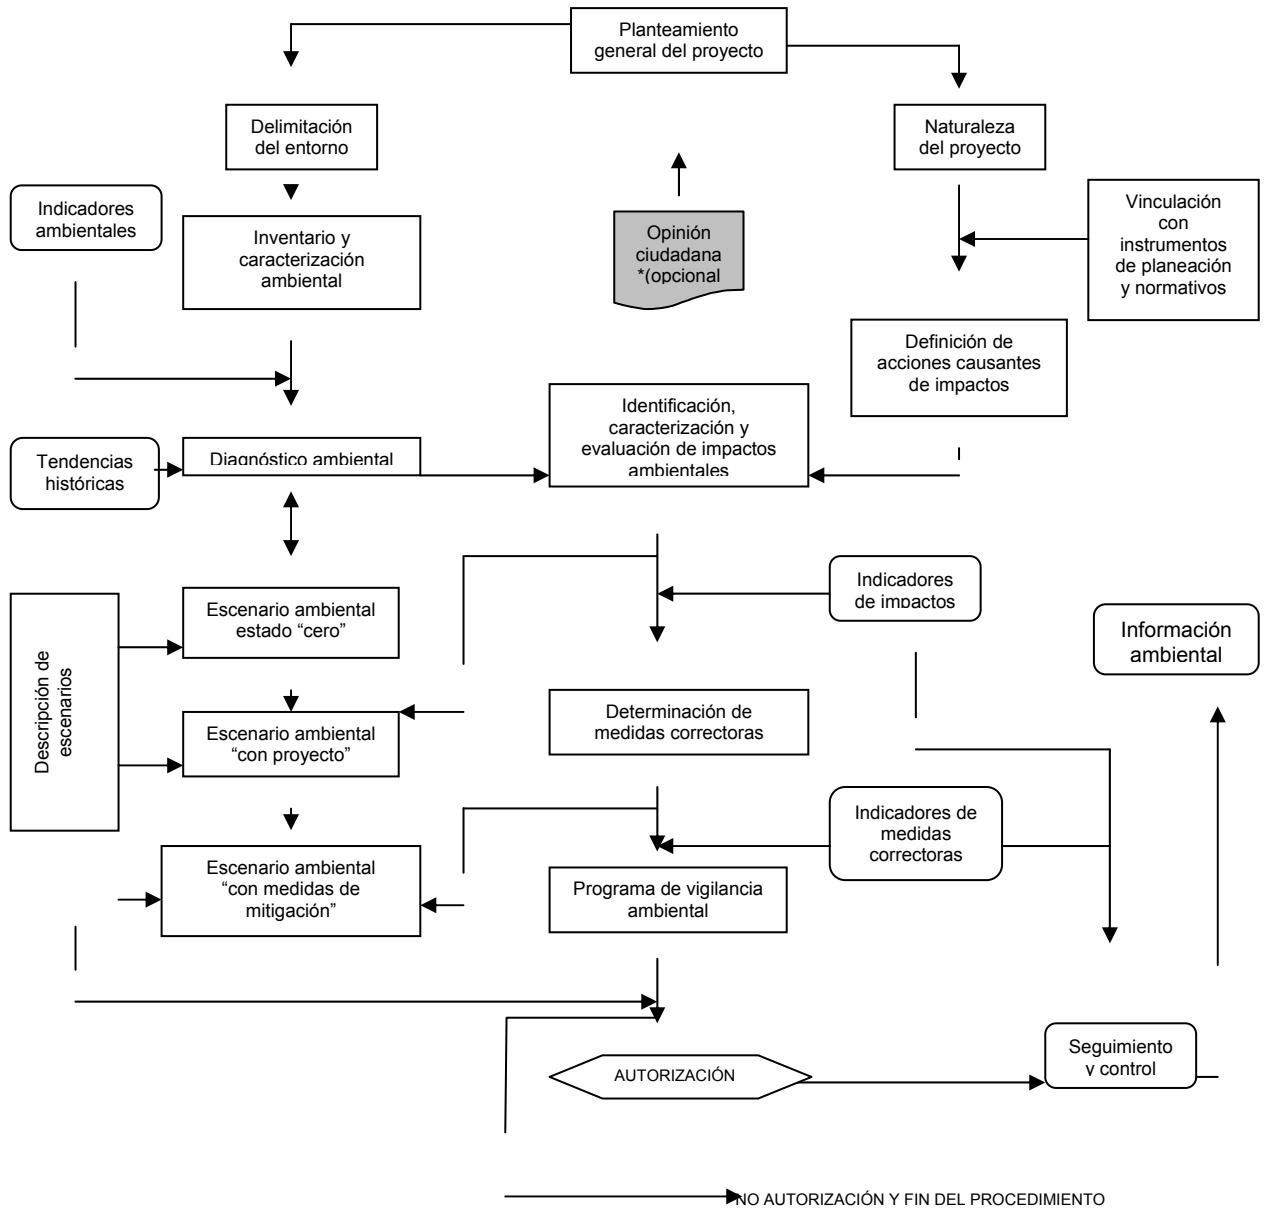 Planteamiento
general del proyecto
Delimitación
del entorno
Naturaleza
del proyecto
Indicadores
ambientales
Inventario y
caracterización
ambiental
Opinión
ciudadana
*(opcional
Vinculación
con
instrumentos
de planeación
y normativos
Definición de
acciones causantes
de impactos
Identificación,
caracterización y
evaluación de impactos
ambientales
Tendencias
históricas
Diagnóstico ambiental
Descripción de
escenarios
Escenario ambiental
estado “cero”
Indicadores
de impactos
Información
ambiental
Escenario ambiental
“con proyecto”
Determinación de
medidas correctoras
Indicadores de
medidas
correctoras
Escenario ambiental
“con medidas de
mitigación”
Programa de vigilancia
ambiental
AUTORIZACIÓN
Seguimiento
y control
NO AUTORIZACIÓN Y FIN DEL PROCEDIMIENTO